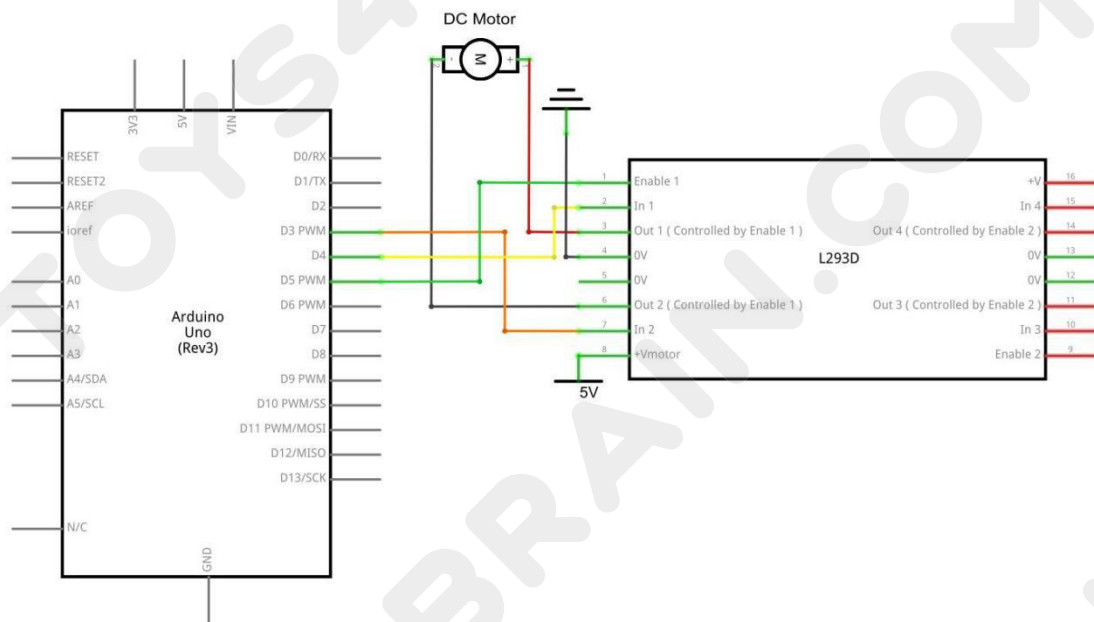 DC Motor
M
-
+
3V3
5V
VIN
RESET
RESET2
AREF
ioref
A0
A1
A2
A3
A4/SDA
A5/SCL
N/C
Arduino
Uno
(Rev3)
D0/RX
D1/TX
D2
D3 PWM
D4
D5 PWM
D6 PWM
D7
D8
D9 PWM
D10 PWM/SS
D11 PWM/MOSI
D12/MISO
D13/SCK
GND
1 Enable 1
2 In 1
3 Out 1 ( Controlled by Enable 1 )
4 0V
5 0V
6 Out 2 ( Controlled by Enable 1 )
7 In 2
8 +Vmotor
5V
L293D
+V 16
In 4 15
Out 4 ( Controlled by Enable 2 ) 14
0V 13
0V 12
Out 3 ( Controlled by Enable 2 ) 11
In 3 10
Enable 2 9
TOYS4
BRAIN.COM